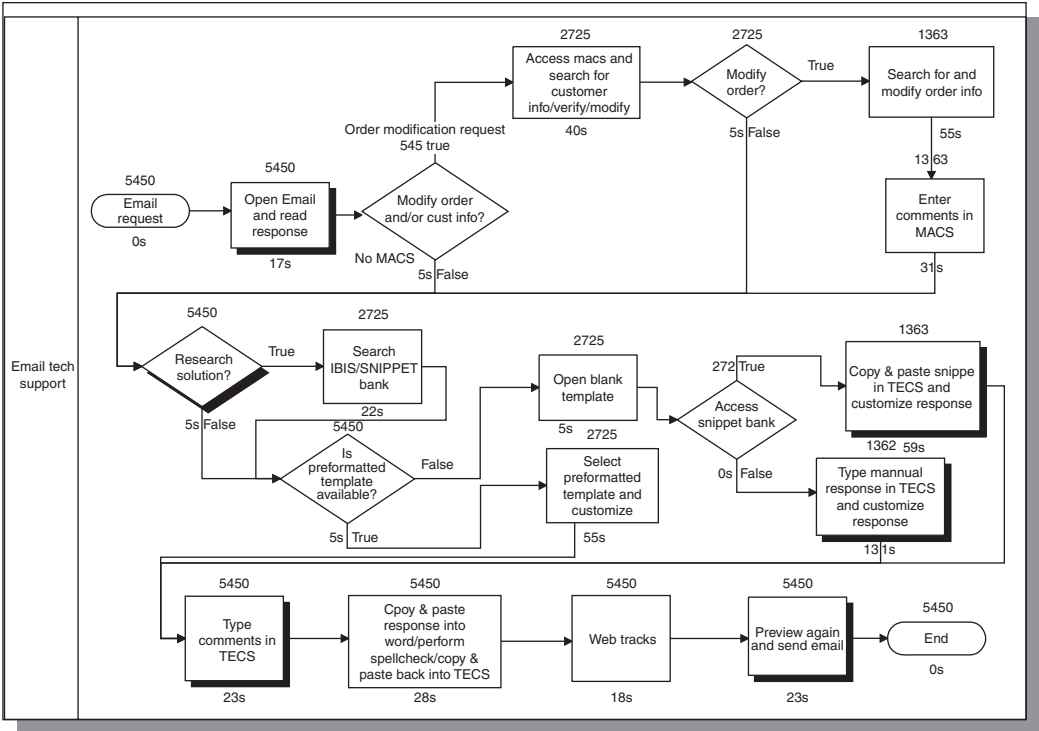 2725
2725
1363
Access macs and
search for
customer
info/verify/modify
Modify
order?
True
Search for and
modify order info
40s
5s False
55s
Order modification request
545 true
1363
5450
5450
Email
request
Open Email
and read
response
Modify order
and/or cust info?
Enter
comments in
MACS
0s
17s
No MACS
5s False
31s
Email tech
support
5450
2725
1363
Research
solution?
True
Search
IBIS/SNIPPET
bank
2725
Open blank
template
272 True
Copy & paste snippe
in TECS and
customize response
Access
snippet bank
5s False
22s
5450
5s
2725
1362 59s
Is
preformatted
template
available?
False
Select
preformatted
template and
customize
0s False
Type mannual
response in TECS
and customize
response
5s True
55s
131s
5450
5450
5450
5450
5450
Type
comments in
TECS
Cpoy & paste
response into
word/perform
spellcheck/copy &
paste back into TECS
Web tracks
Preview again
and send email
End
23s
28s
18s
23s
0s